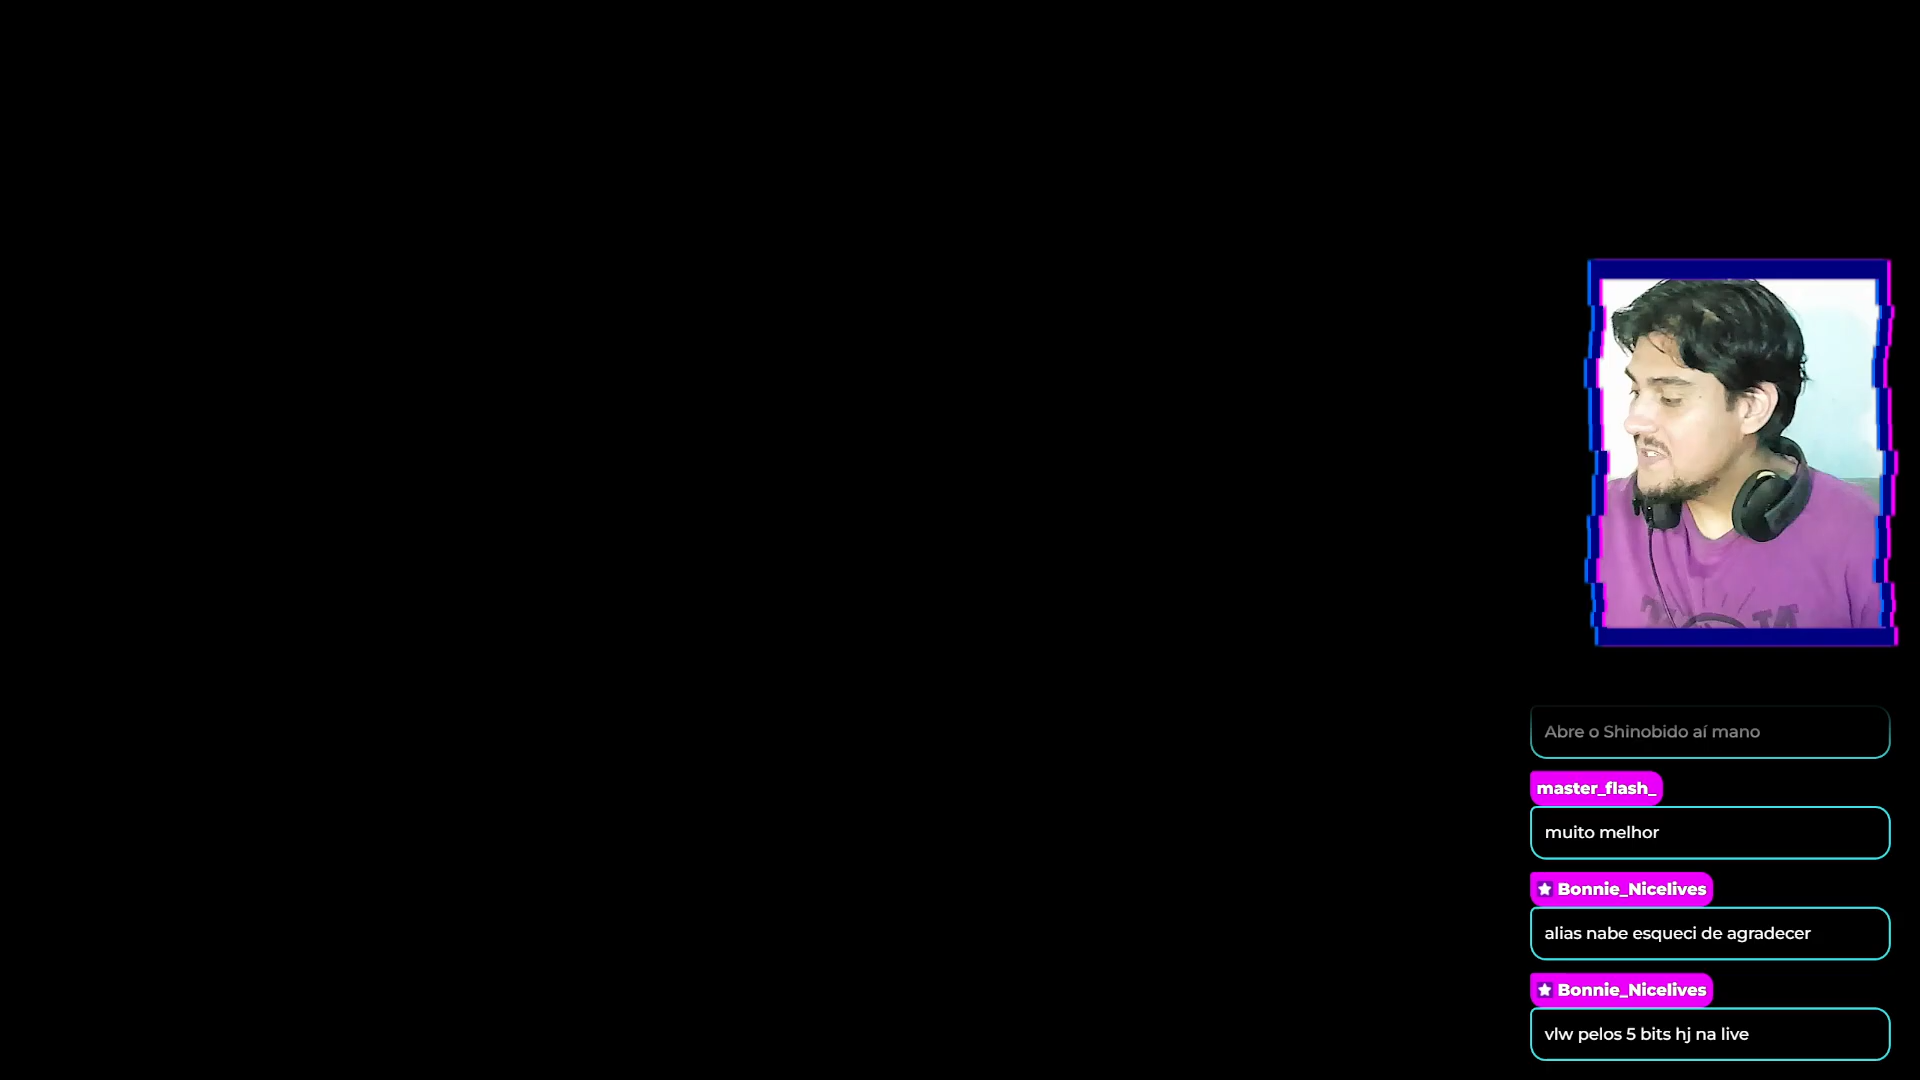 Abre o Shinobido aí mano
master_flash_
muito melhor
Bonnie_Nicelives
alias nabe esqueci de agradecer
Bonnie_Nicelives
vlw pelos 5 bits hj na live